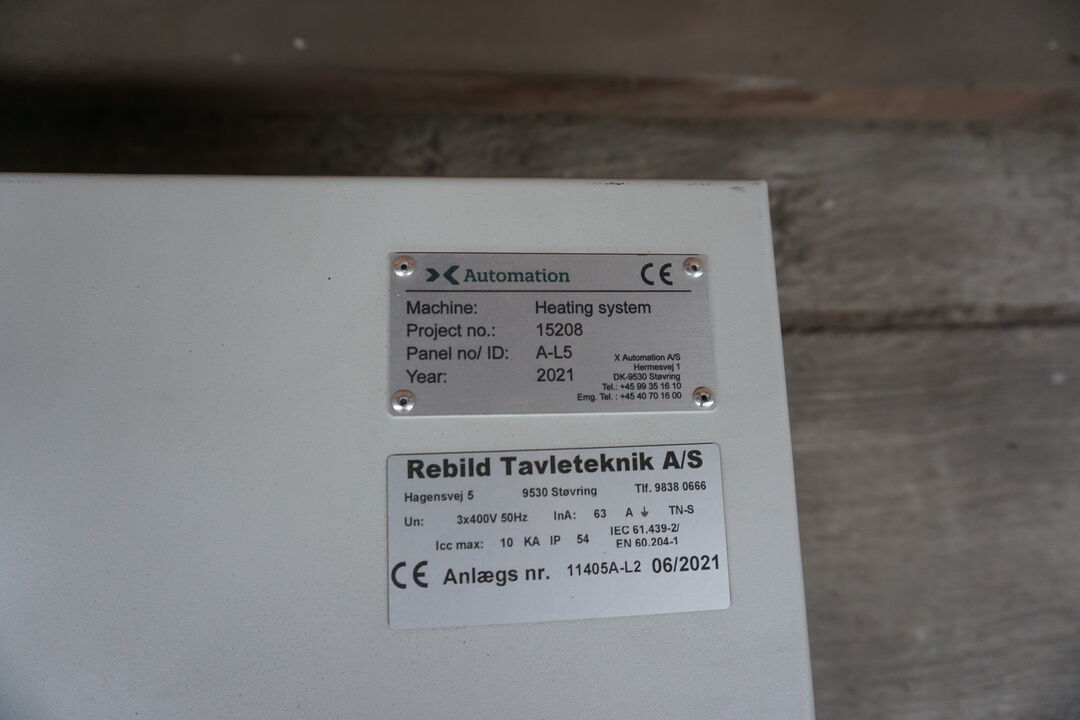 Automation CE
Machine: Heating system
Project no.: 15208
Panel no/ ID: A-L5
Year: 2021
X Automation A/S
Hermesvej 1
DK-9530 Støvring
Tel.: +45 99 35 16 10
Emg. Tel. : +45 40 70 16 00
Rebild Tavleteknik A/S
Hagensvej 5 9530 Støvring Tlf. 9838 0666
Un: 3x400V 50Hz InA: 63 A ⏚ TN-S
Icc max: 10 KA IP 54 IEC 61.439-2/
EN 60.204-1
CE Anlægs nr. 11405A-L2 06/2021